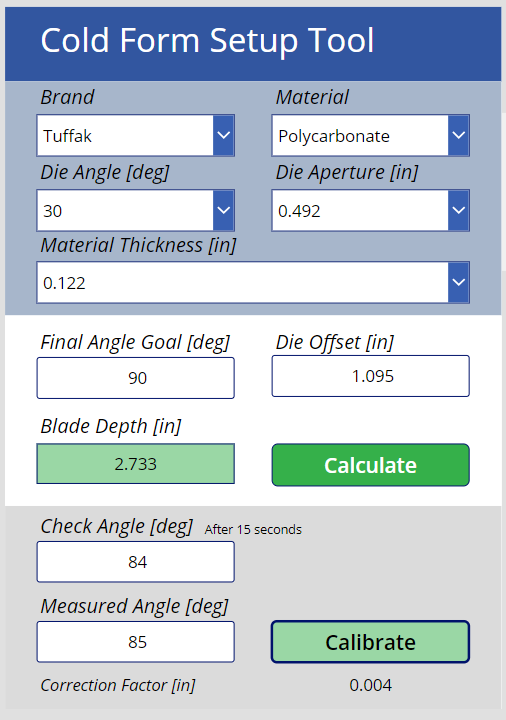 Cold Form Setup Tool
Brand Material
Tuffak Polycarbonate
Die Angle [deg] Die Aperture [in]
30 0.492
Material Thickness [in]
0.122
Final Angle Goal [deg] Die Offset [in]
90 1.095
Blade Depth [in]
2.733 Calculate
Check Angle [deg] After 15 seconds
84
Measured Angle [deg]
85 Calibrate
Correction Factor [in] 0.004